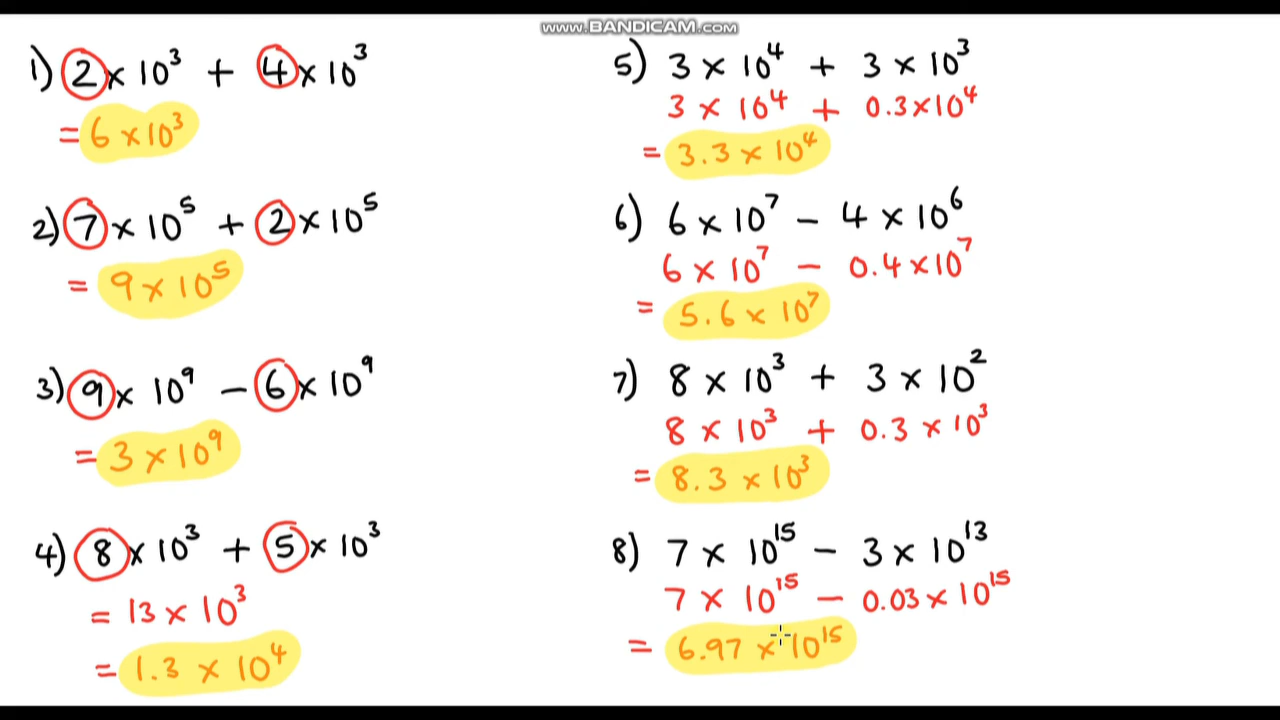 www.BANDICAM.com
1) 2 × 10³ + 4 × 10³
= 6 × 10³
2) 7 × 10⁵ + 2 × 10⁵
= 9 × 10⁵
3) 9 × 10⁹ − 6 × 10⁹
= 3 × 10⁹
4) 8 × 10³ + 5 × 10³
= 13 × 10³
= 1.3 × 10⁴
5) 3 × 10⁴ + 3 × 10³
3 × 10⁴ + 0.3 × 10⁴
= 3.3 × 10⁴
6) 6 × 10⁷ − 4 × 10⁶
6 × 10⁷ − 0.4 × 10⁷
= 5.6 × 10⁷
7) 8 × 10³ + 3 × 10²
8 × 10³ + 0.3 × 10³
= 8.3 × 10³
8) 7 × 10¹⁵ − 3 × 10¹³
7 × 10¹⁵ − 0.03 × 10¹⁵
= 6.97 × 10¹⁵